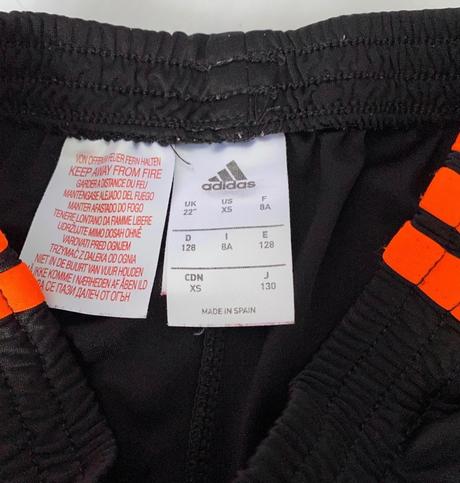 VON OFFENEM FEUER FERN HALTEN
KEEP AWAY FROM FIRE
GARDER A DISTANCE DU FEU
MANTENGASE ALEJADO DEL FUEGO
MANTER AFASTADO DO FOGO
TENERE LONTANO DA FIAMME LIBERE
UDRŽUJTE MIMO DOSAH OHNĚ
VAROVATI PRED OGNJEM
TRZYMAĆ Z DALERA OD OGNIA
NIET IN DE BUURT VAN VUUR HOUDEN
IKKE KOMME I NÆRHEDEN AF ÅBEN ILD
СА СЕ ПАЗИ ДАЛЕЧ ОТ ОГЪН
adidas
UK US F
22" XS 8A
D I E
128 8A 128
CDN J
XS 130
MADE IN SPAIN